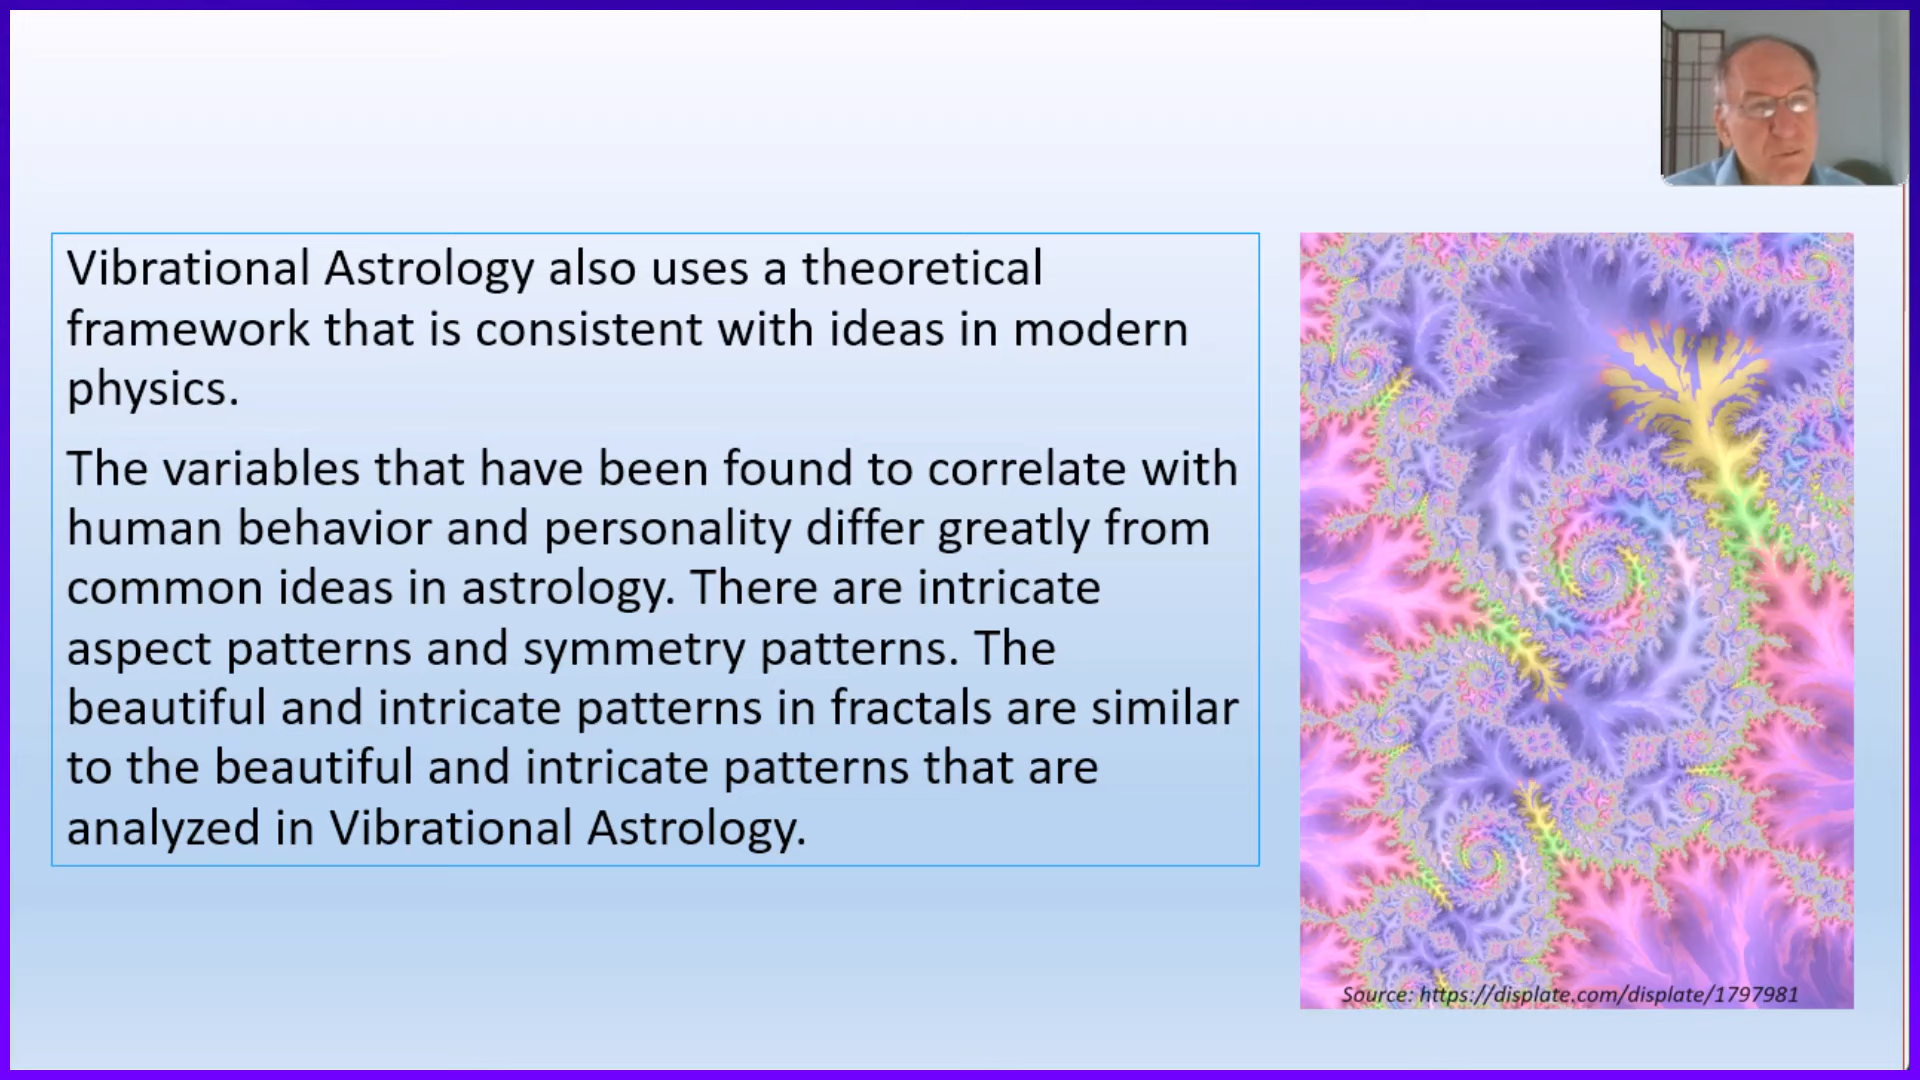 Vibrational Astrology also uses a theoretical
framework that is consistent with ideas in modern
physics.
The variables that have been found to correlate with
human behavior and personality differ greatly from
common ideas in astrology. There are intricate
aspect patterns and symmetry patterns. The
beautiful and intricate patterns in fractals are similar
to the beautiful and intricate patterns that are
analyzed in Vibrational Astrology.
Source: https://displate.com/displate/1797981